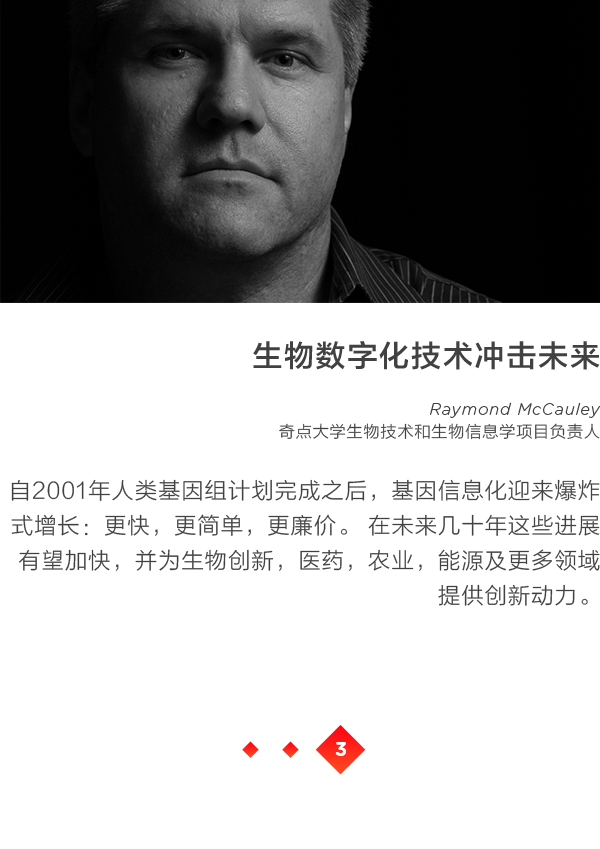 生物数字化技术冲击未来
Raymond McCauley
奇点大学生物技术和生物信息学项目负责人
自2001年人类基因组计划完成之后，基因信息化迎来爆炸
式增长：更快，更简单，更廉价。 在未来几十年这些进展
有望加快，并为生物创新，医药，农业，能源及更多领域
提供创新动力。
3